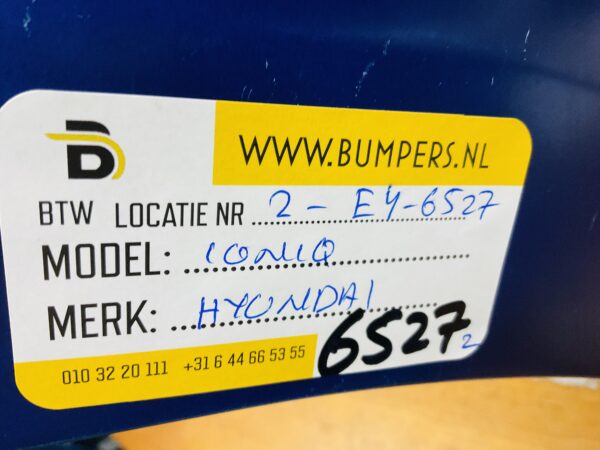 WWW.BUMPERS.NL
BTW LOCATIE NR 2 - EY-6527
MODEL: IONIQ
MERK: HYUNDAI
6527 2
010 32 20 111 +31 6 44 66 53 55